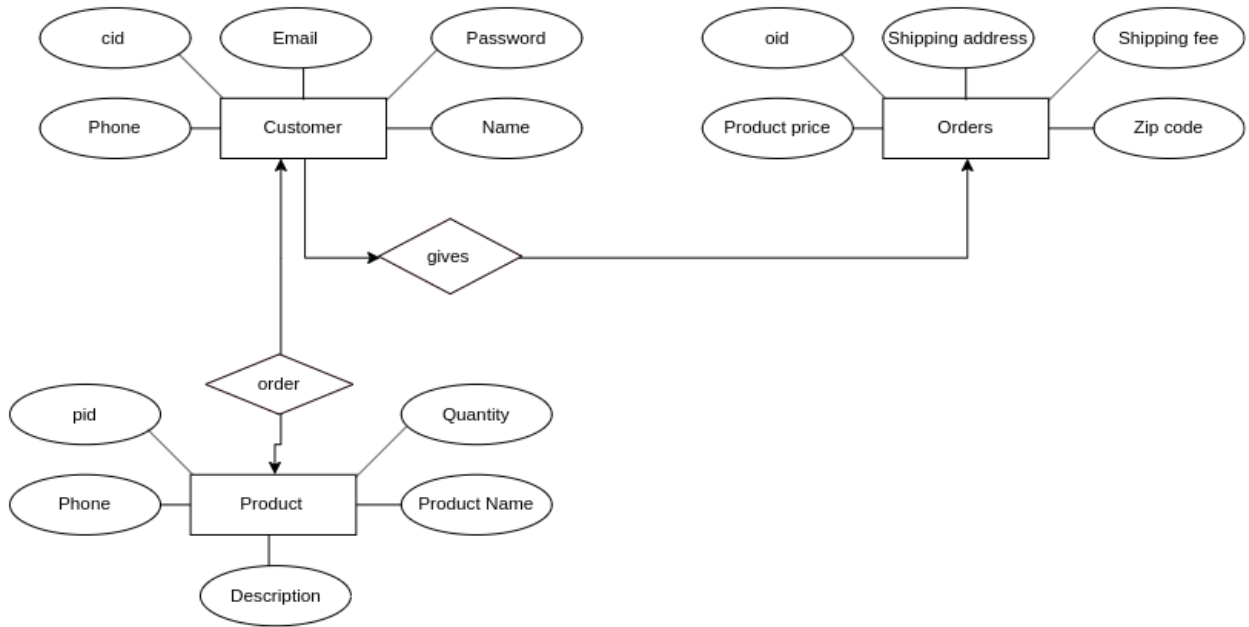 cid
Email
Password
Phone
Customer
Name
oid
Shipping address
Shipping fee
Product price
Orders
Zip code
gives
order
pid
Quantity
Phone
Product
Product Name
Description